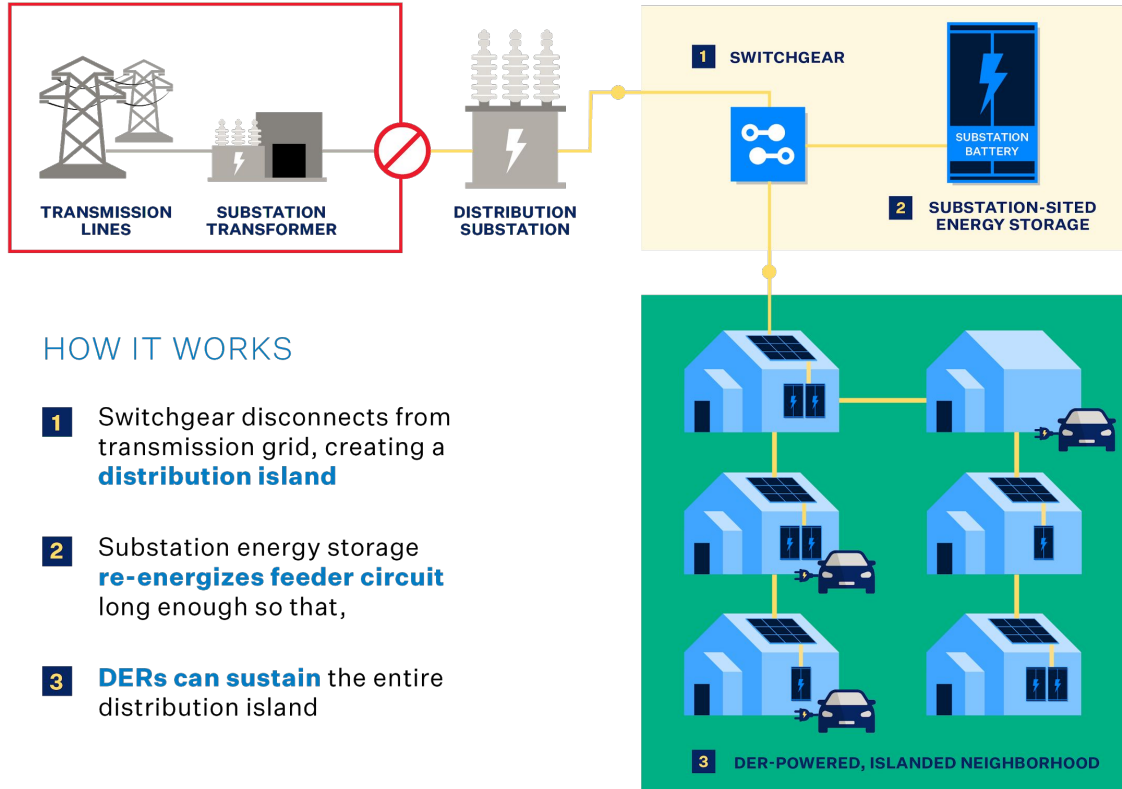 TRANSMISSION
LINES
SUBSTATION
TRANSFORMER
DISTRIBUTION
SUBSTATION
1 SWITCHGEAR
SUBSTATION
BATTERY
2 SUBSTATION-SITED
ENERGY STORAGE
HOW IT WORKS
1 Switchgear disconnects from
transmission grid, creating a
distribution island
2 Substation energy storage
re-energizes feeder circuit
long enough so that,
3 DERs can sustain the entire
distribution island
3 DER-POWERED, ISLANDED NEIGHBORHOOD